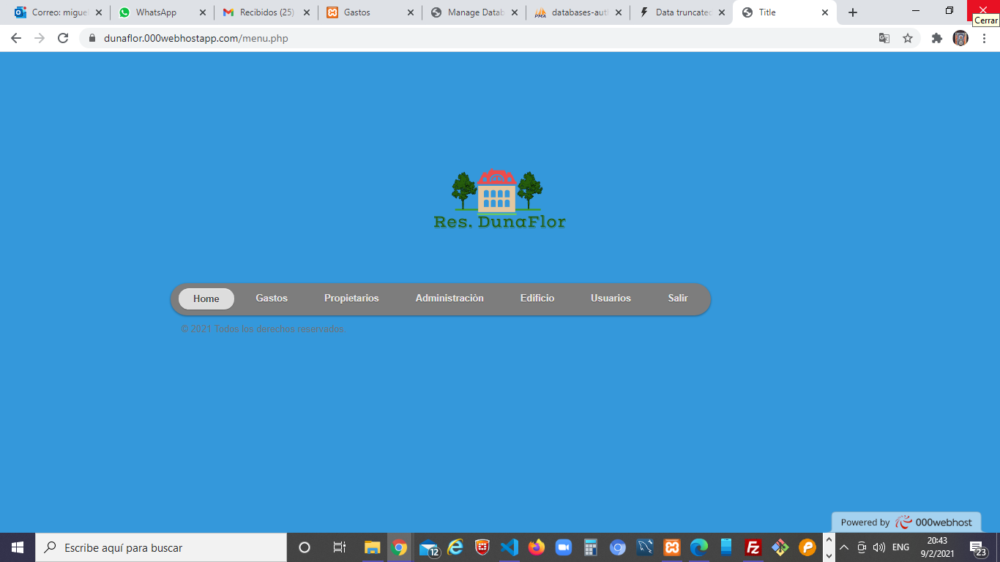 Correo: migue
WhatsApp
Recibidos (25)
Gastos
Manage Datab
databases-aut
Data truncated
Title
Cerrar
dunaflor.000webhostapp.com/menu.php
Res. DunaFlor
Home
Gastos
Propietarios
Administraciòn
Edificio
Usuarios
Salir
© 2021 Todos los derechos reservados.
Powered by 000webhost
Escribe aquí para buscar
12
ENG
20:43
9/2/2021
23